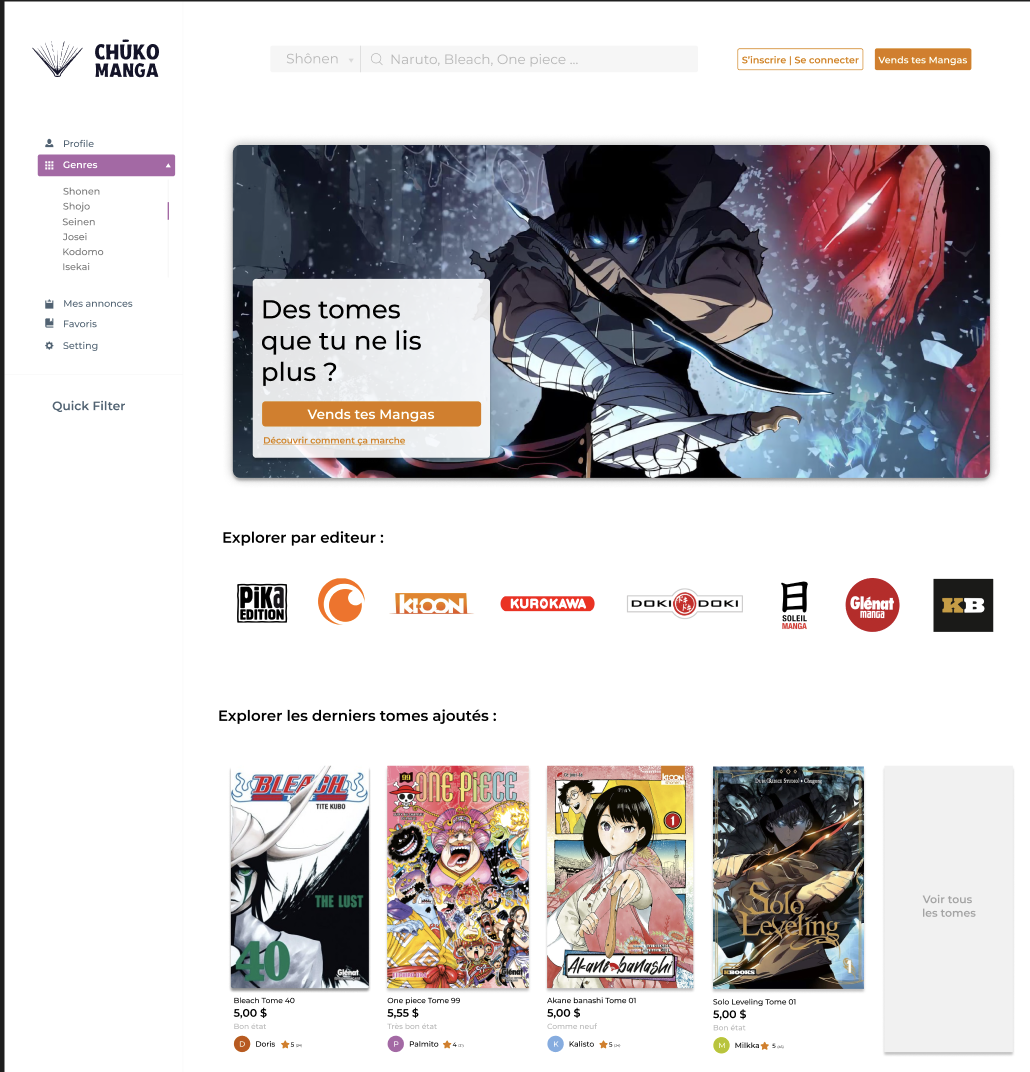 CHŪKO
MANGA
Shōnen
Naruto, Bleach, One piece ...
S'inscrire | Se connecter
Vends tes Mangas
Profile
Genres
Shonen
Shojo
Seinen
Josei
Kodomo
Isekai
Mes annonces
Favoris
Setting
Quick Filter
Des tomes
que tu ne lis
plus ?
Vends tes Mangas
Découvrir comment ça marche
Explorer par editeur :
PiKa
EDITION
KI-OON
KUROKAWA
DOKI DOKI
SOLEIL
MANGA
Glénat
manga
KB
Explorer les derniers tomes ajoutés :
BLEACH
TITE KUBO
THE LUST
40
Glénat
99
ONE PIECE
Glénat
KI-OON
1
Akane-banashi
Solo
Leveling
KBOOKS
1
Voir tous
les tomes
Bleach Tome 40
5,00 $
Bon état
D
Doris
5
One piece Tome 99
5,55 $
Très bon état
P
Palmito
4
Akane banashi Tome 01
5,00 $
Comme neuf
K
Kalisto
5
Solo Leveling Tome 01
5,00 $
Bon état
M
Milkka
5